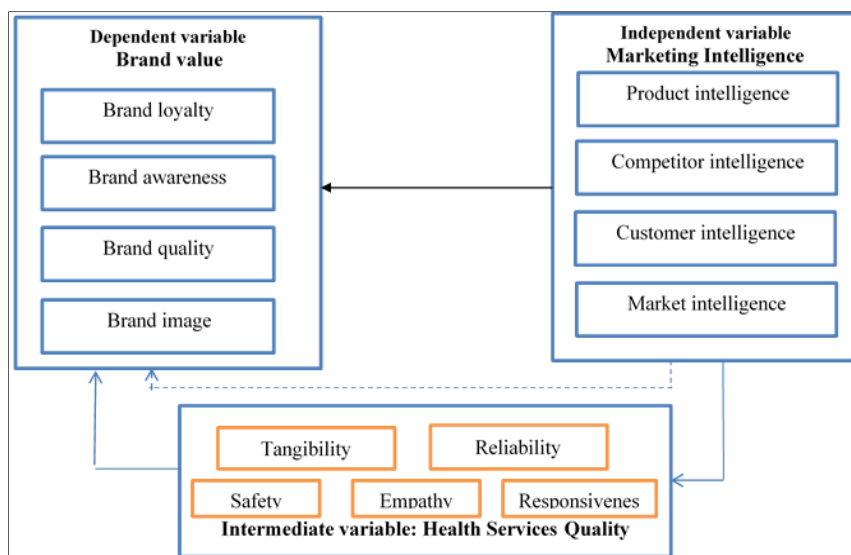 Dependent variable
Brand value
Brand loyalty
Brand awareness
Brand quality
Brand image
Independent variable
Marketing Intelligence
Product intelligence
Competitor intelligence
Customer intelligence
Market intelligence
Tangibility
Reliability
Safety
Empathy
Responsivenes
Intermediate variable: Health Services Quality